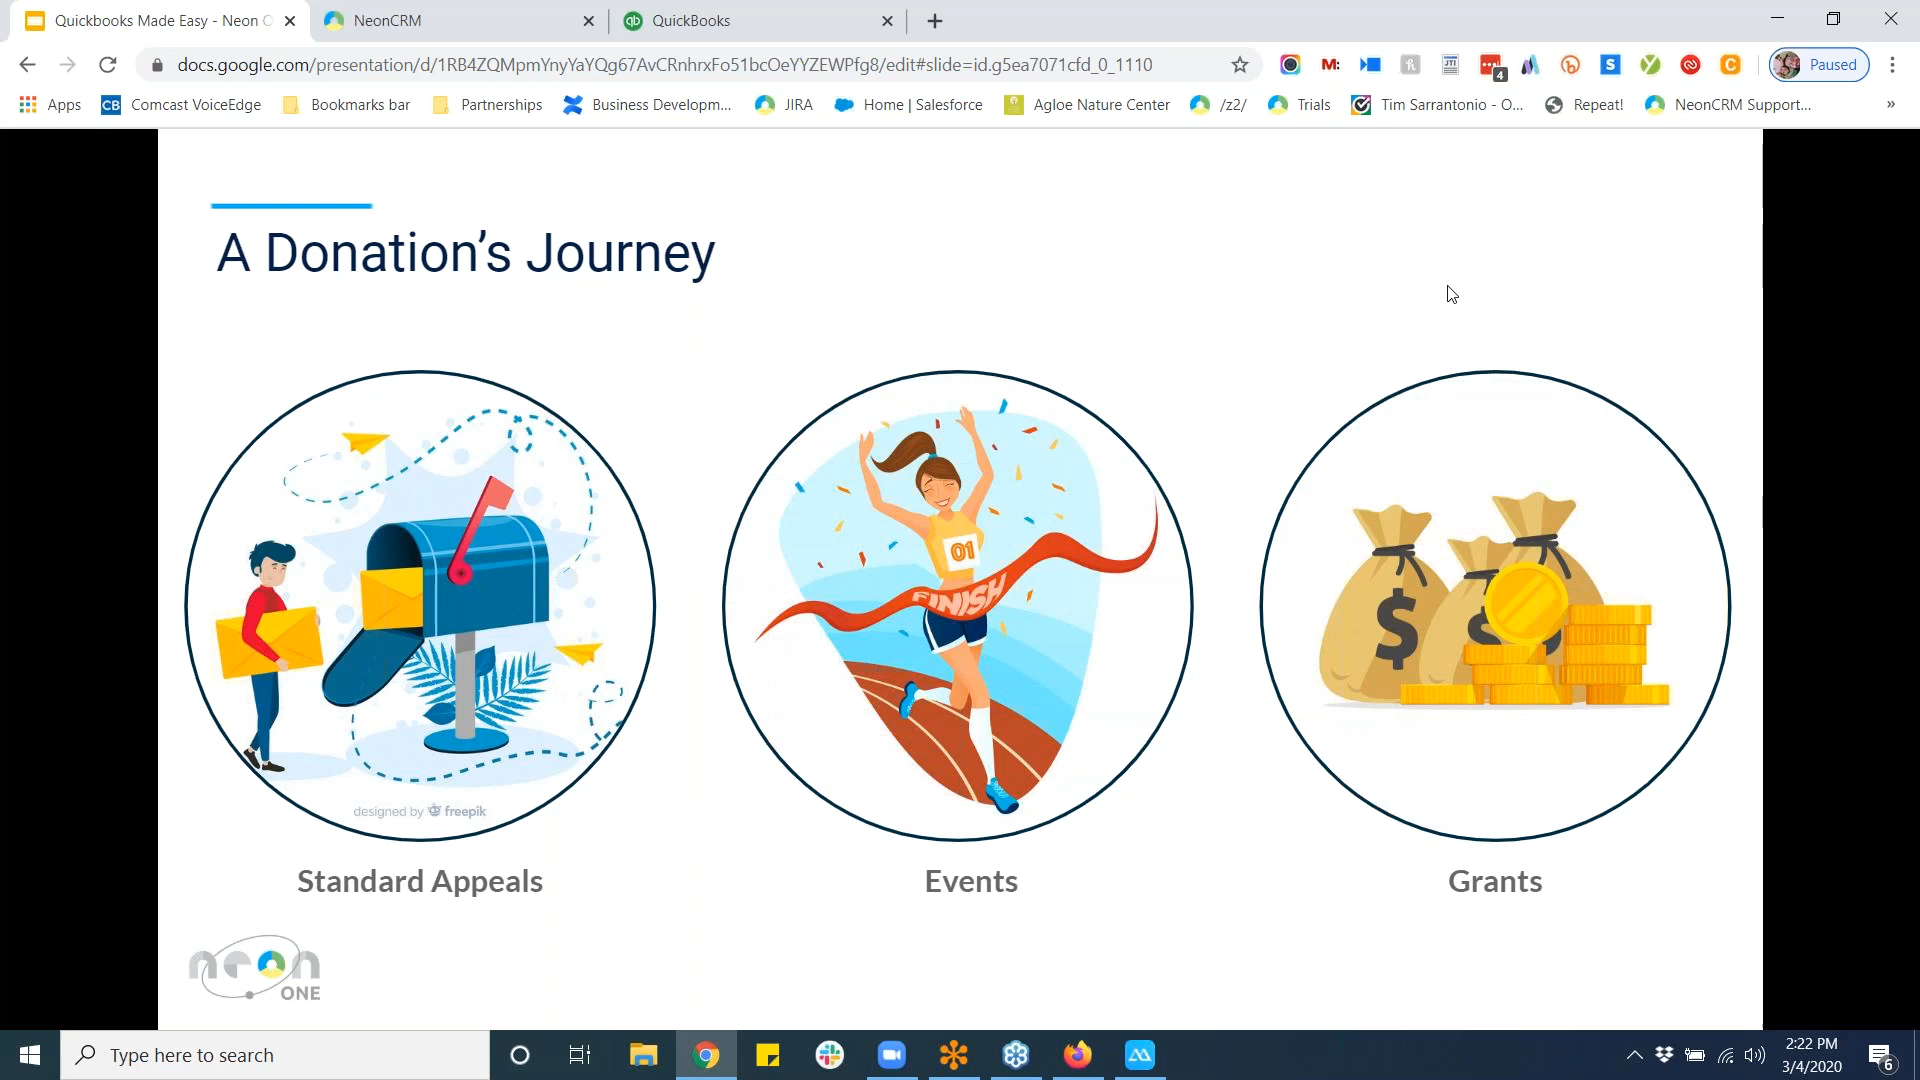 Quickbooks Made Easy - Neon O
NeonCRM
QuickBooks
docs.google.com/presentation/d/1RB4ZQMpmYnyYaYQg67AvCRnhrxFo51bcOeYYZEWPfg8/edit#slide=id.g5ea7071cfd_0_1110
Paused
Apps
CB Comcast VoiceEdge
Bookmarks bar
Partnerships
Business Developm...
JIRA
Home | Salesforce
Agloe Nature Center
/z2/
Trials
Tim Sarrantonio - O...
Repeat!
NeonCRM Support...
A Donation's Journey
01
FINISH
$
designed by freepik
Standard Appeals
Events
Grants
neon
ONE
Type here to search
2:22 PM
3/4/2020
6